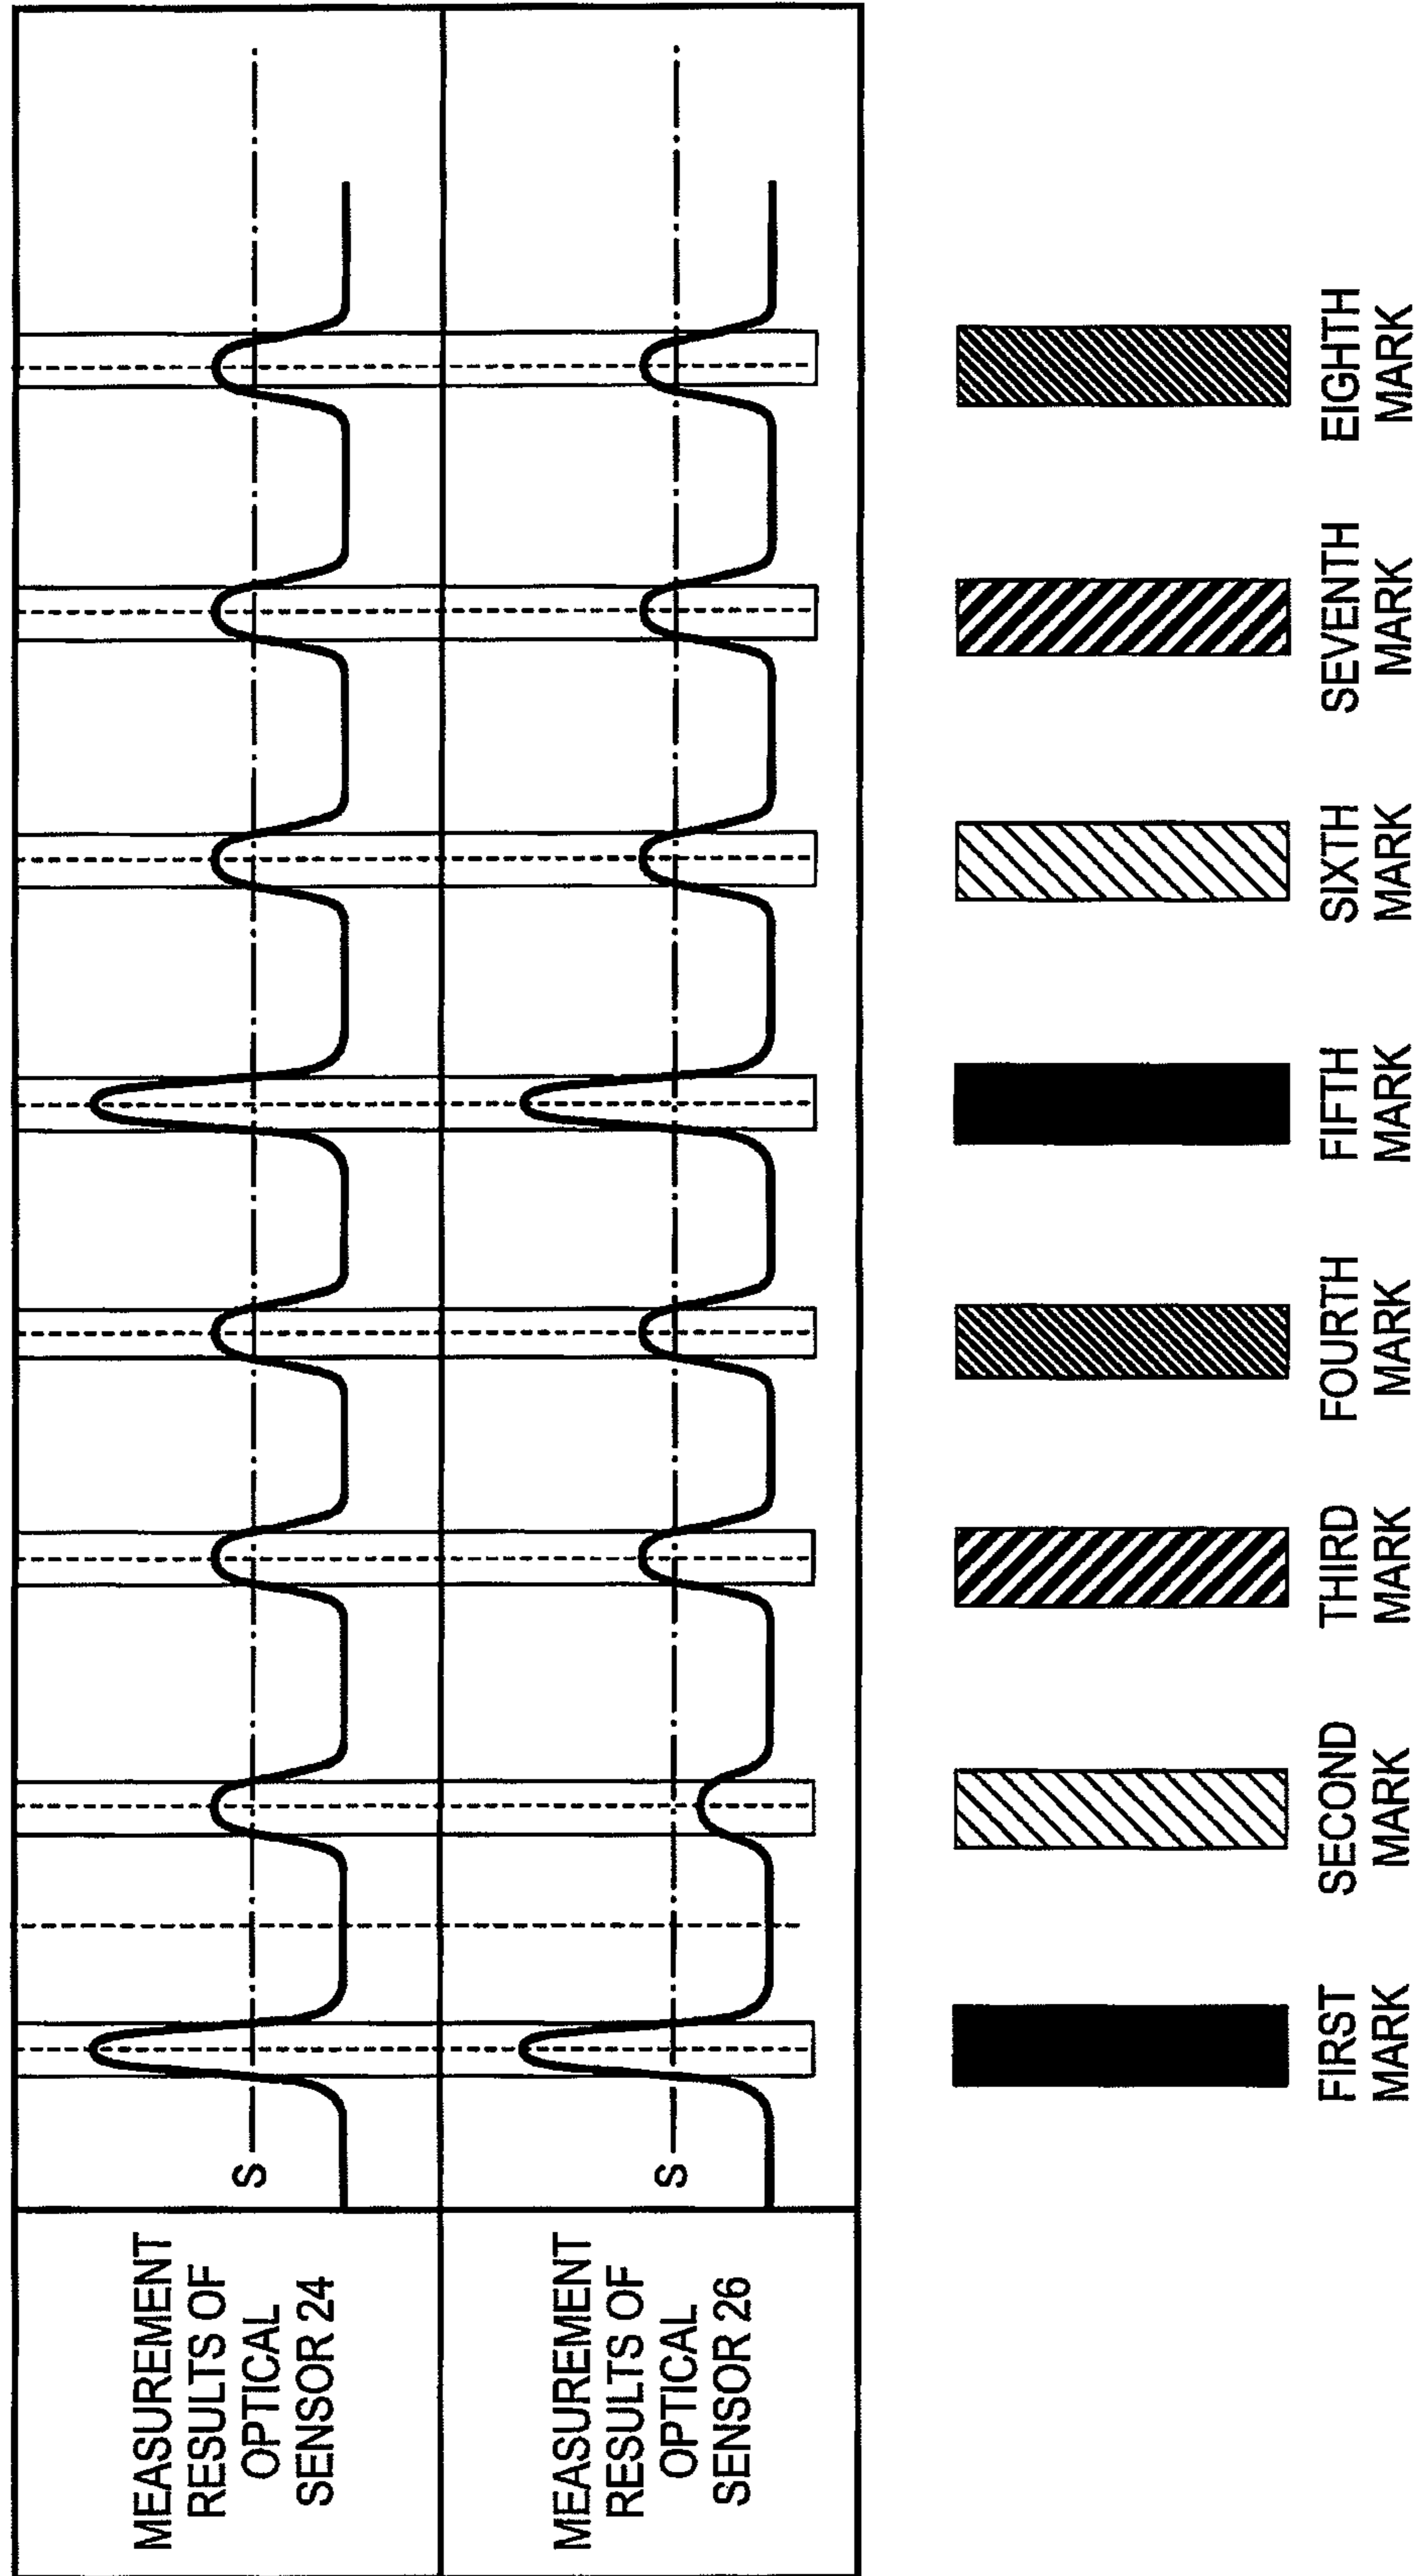 MEASUREMENT
RESULTS OF
OPTICAL
SENSOR 24
S
MEASUREMENT
RESULTS OF
OPTICAL
SENSOR 26
S
FIRST
MARK
SECOND
MARK
THIRD
MARK
FOURTH
MARK
FIFTH
MARK
SIXTH
MARK
SEVENTH
MARK
EIGHTH
MARK